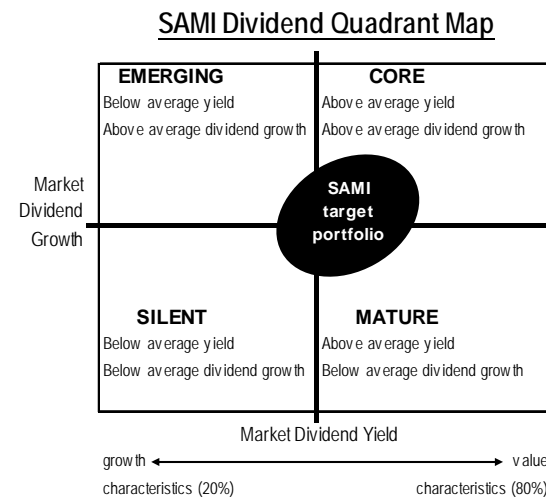 SAMI Dividend Quadrant Map
EMERGING
Below average yield
Above average dividend growth
CORE
Above average yield
Above average dividend growth
Market
Dividend
Growth
SAMI
target
portfolio
SILENT
Below average yield
Below average dividend growth
MATURE
Above average yield
Below average dividend growth
Market Dividend Yield
growth
characteristics (20%)
value
characteristics (80%)